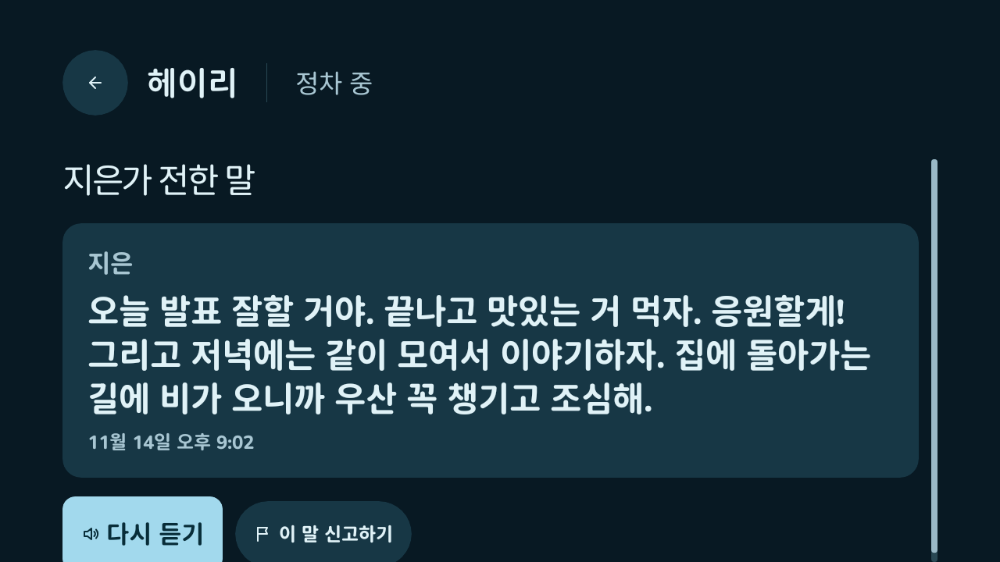 헤이리
정차 중
지은가 전한 말
지은
오늘 발표 잘할 거야. 끝나고 맛있는 거 먹자. 응원할게!
그리고 저녁에는 같이 모여서 이야기하자. 집에 돌아가는
길에 비가 오니까 우산 꼭 챙기고 조심해.
11월 14일 오후 9:02
다시 듣기
이 말 신고하기